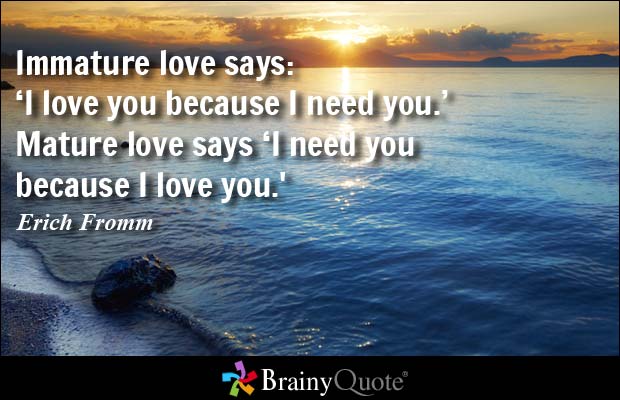 Immature love says:
‘I love you because I need you.’
Mature love says ‘I need you
because I love you.'
Erich Fromm
BrainyQuote®